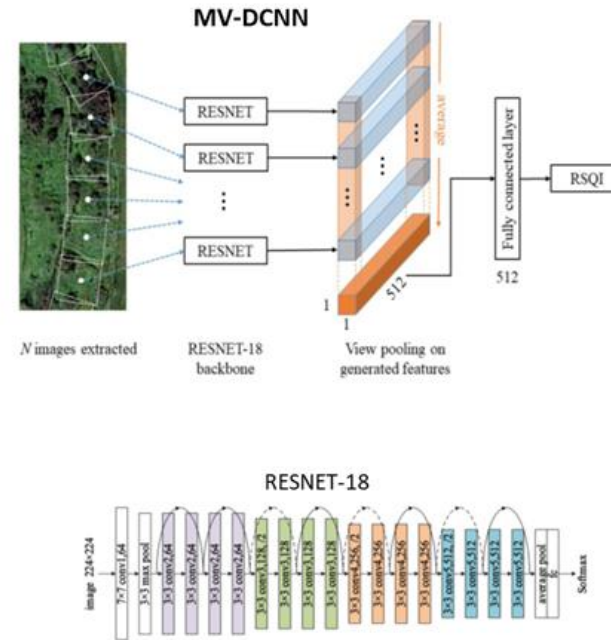 MV-DCNN
RESNET
RESNET
RESNET
average
Fully connected layer
RSQI
512
512
1
1
N images extracted
RESNET-18
backbone
View pooling on
generated features
RESNET-18
image 224×224
7×7 conv1,64
3×3 max pool
3×3 conv2,64
3×3 conv2,64
3×3 conv2,64
3×3 conv2,64
3×3 conv3,128, /2
3×3 conv3,128
3×3 conv3,128
3×3 conv3,128
3×3 conv4,256, /2
3×3 conv4,256
3×3 conv4,256
3×3 conv4,256
3×3 conv5,512, /2
3×3 conv5,512
3×3 conv5,512
3×3 conv5,512
average pool
fc
Softmax